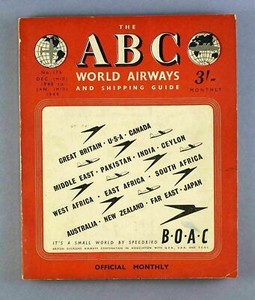 THE
ABC
WORLD AIRWAYS
AND SHIPPING GUIDE
3/-
MONTHLY
GREAT BRITAIN · U·S·A · CANADA
MIDDLE EAST · PAKISTAN · INDIA · CEYLON
WEST AFRICA · EAST AFRICA · SOUTH AFRICA
AUSTRALIA · NEW ZEALAND · FAR EAST · JAPAN
IT'S A SMALL WORLD BY SPEEDBIRD
B·O·A·C
OFFICIAL MONTHLY